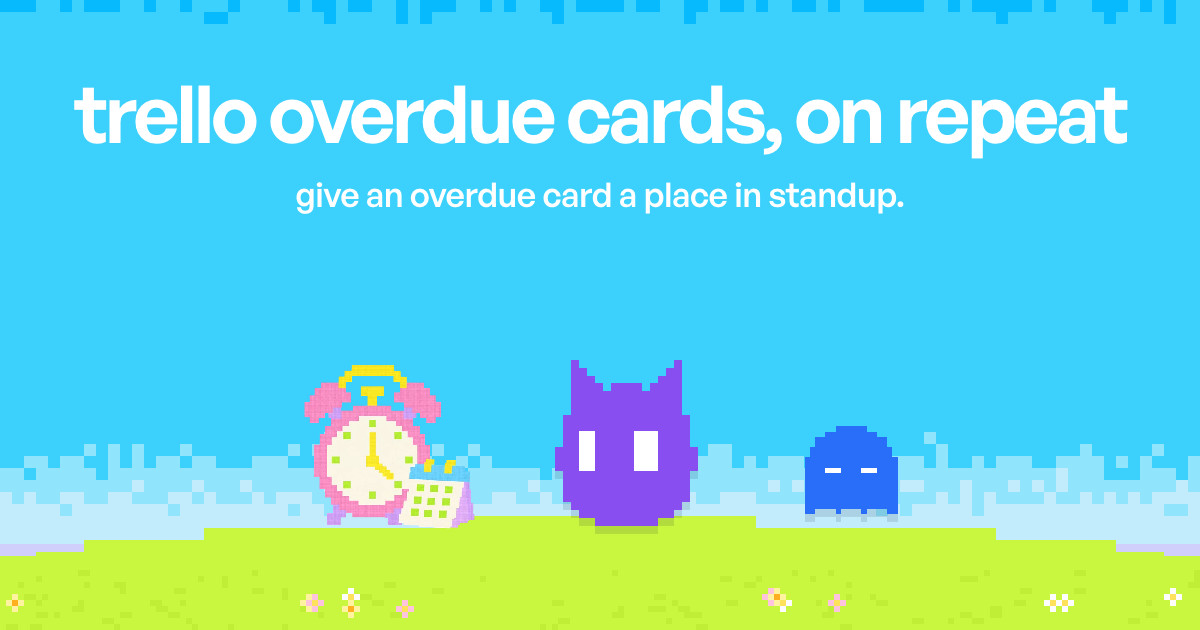 trello overdue cards, on repeat
give an overdue card a place in standup.